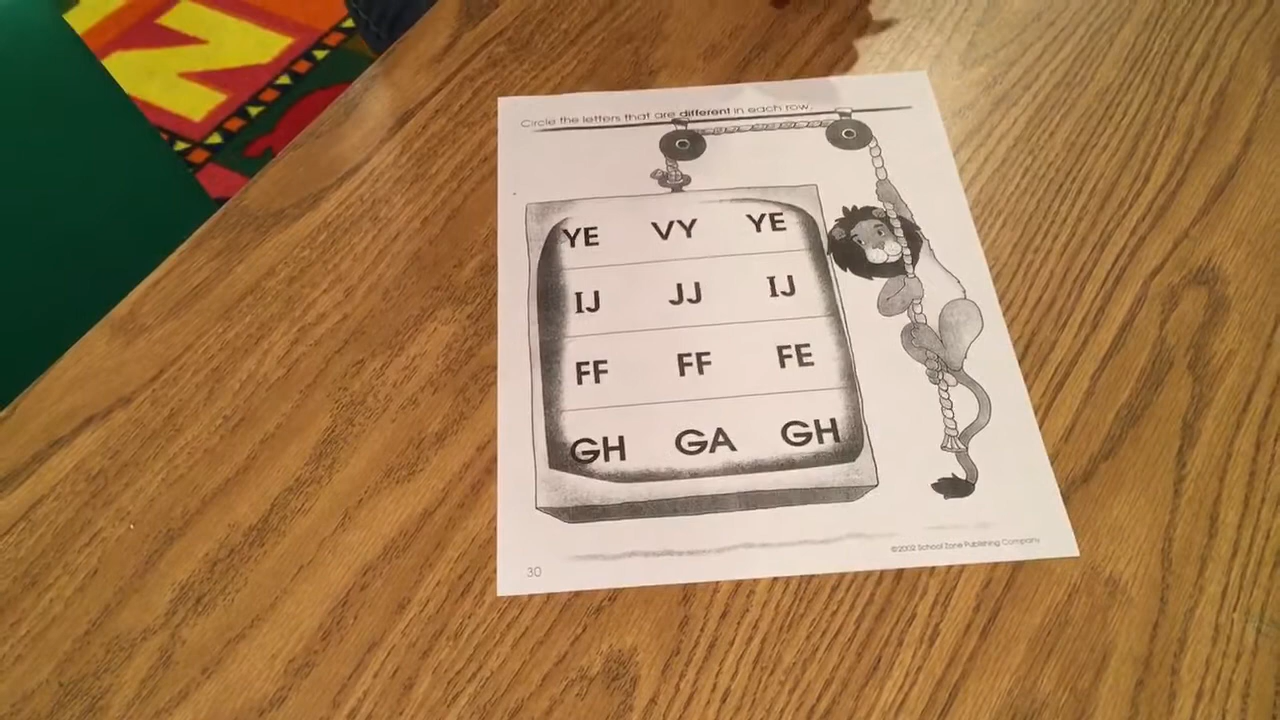 Circle the letters that are different in each row.
YE VY YE
IJ JJ IJ
FF FF FE
GH GA GH
©2002 School Zone Publishing Company
30